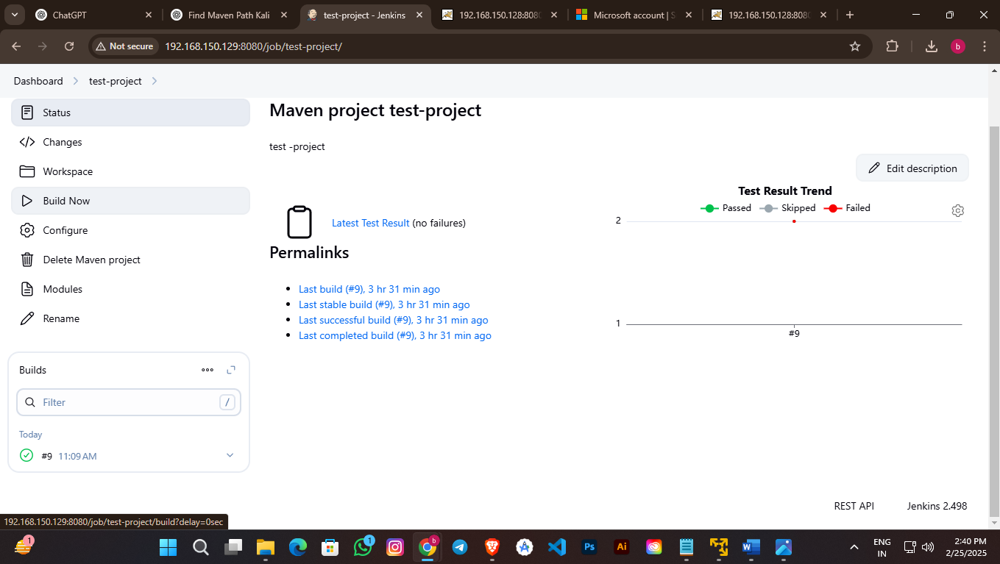 ChatGPT
Find Maven Path Kali
test-project - Jenkins
192.168.150.128:8080
Microsoft account | S
192.168.150.128:8080
Not secure
192.168.150.129:8080/job/test-project/
b
Dashboard
test-project
Status
Changes
Workspace
Build Now
Configure
Delete Maven project
Modules
Rename
Builds
Filter
/
Today
#9 11:09 AM
Maven project test-project
test -project
Edit description
Latest Test Result (no failures)
Permalinks
Last build (#9), 3 hr 31 min ago
Last stable build (#9), 3 hr 31 min ago
Last successful build (#9), 3 hr 31 min ago
Last completed build (#9), 3 hr 31 min ago
Test Result Trend
Passed Skipped Failed
2
1
#9
REST API
Jenkins 2.498
192.168.150.129:8080/job/test-project/build?delay=0sec
1
1
b
Ps
Ai
ENG
IN
2:40 PM
2/25/2025